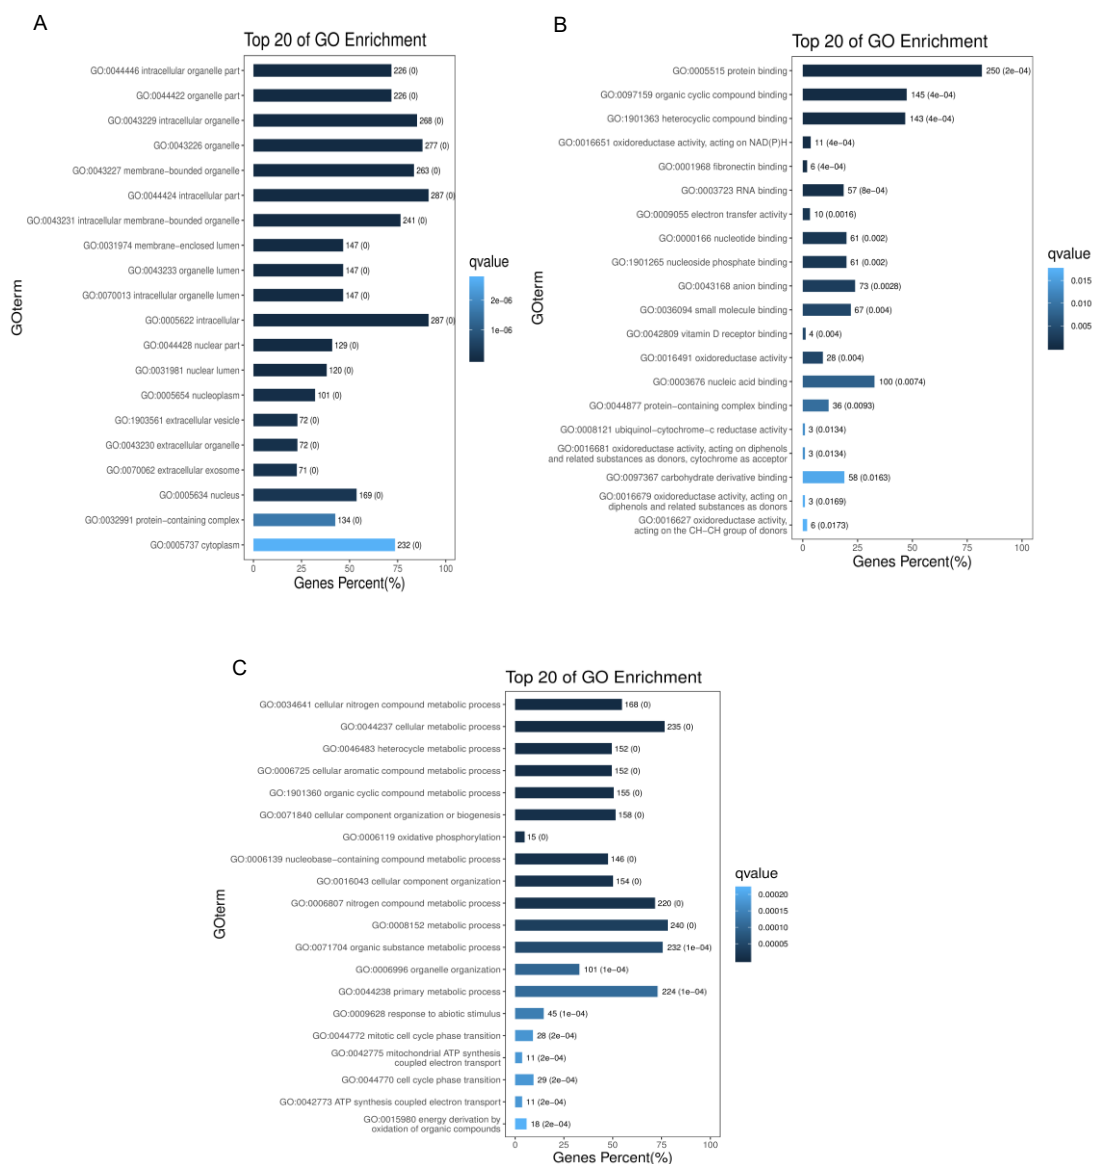 A
Top 20 of GO Enrichment
GO:0044446 intracellular organelle part
226 (0)
GO:0044422 organelle part
226 (0)
GO:0043229 intracellular organelle
268 (0)
GO:0043226 organelle
277 (0)
GO:0043227 membrane−bounded organelle
263 (0)
GO:0044424 intracellular part
287 (0)
GO:0043231 intracellular membrane−bounded organelle
241 (0)
GO:0031974 membrane−enclosed lumen
147 (0)
GO:0043233 organelle lumen
147 (0)
GO:0070013 intracellular organelle lumen
147 (0)
GO:0005622 intracellular
287 (0)
GO:0044428 nuclear part
129 (0)
GO:0031981 nuclear lumen
120 (0)
GO:0005654 nucleoplasm
101 (0)
GO:1903561 extracellular vesicle
72 (0)
GO:0043230 extracellular organelle
72 (0)
GO:0070062 extracellular exosome
71 (0)
GO:0005634 nucleus
169 (0)
GO:0032991 protein−containing complex
134 (0)
GO:0005737 cytoplasm
232 (0)
GOterm
0 25 50 75 100
Genes Percent(%)
qvalue
2e−06
1e−06
B
Top 20 of GO Enrichment
GO:0005515 protein binding
250 (2e−04)
GO:0097159 organic cyclic compound binding
145 (4e−04)
GO:1901363 heterocyclic compound binding
143 (4e−04)
GO:0016651 oxidoreductase activity, acting on NAD(P)H
11 (4e−04)
GO:0001968 fibronectin binding
6 (4e−04)
GO:0003723 RNA binding
57 (8e−04)
GO:0009055 electron transfer activity
10 (0.0016)
GO:0000166 nucleotide binding
61 (0.002)
GO:1901265 nucleoside phosphate binding
61 (0.002)
GO:0043168 anion binding
73 (0.0028)
GO:0036094 small molecule binding
67 (0.004)
GO:0042809 vitamin D receptor binding
4 (0.004)
GO:0016491 oxidoreductase activity
28 (0.004)
GO:0003676 nucleic acid binding
100 (0.0074)
GO:0044877 protein−containing complex binding
36 (0.0093)
GO:0008121 ubiquinol−cytochrome−c reductase activity
3 (0.0134)
GO:0016681 oxidoreductase activity, acting on diphenols
and related substances as donors, cytochrome as acceptor
3 (0.0134)
GO:0097367 carbohydrate derivative binding
58 (0.0163)
GO:0016679 oxidoreductase activity, acting on
diphenols and related substances as donors
3 (0.0169)
GO:0016627 oxidoreductase activity,
acting on the CH−CH group of donors
6 (0.0173)
GOterm
0 25 50 75 100
Genes Percent(%)
qvalue
0.015
0.005
C
Top 20 of GO Enrichment
GO:0034641 cellular nitrogen compound metabolic process
168 (0)
GO:0044237 cellular metabolic process
235 (0)
GO:0046483 heterocycle metabolic process
152 (0)
GO:0006725 cellular aromatic compound metabolic process
152 (0)
GO:1901360 organic cyclic compound metabolic process
155 (0)
GO:0071840 cellular component organization or biogenesis
158 (0)
GO:0006119 oxidative phosphorylation
15 (0)
GO:0006139 nucleobase−containing compound metabolic process
146 (0)
GO:0016043 cellular component organization
154 (0)
GO:0006807 nitrogen compound metabolic process
220 (0)
GO:0008152 metabolic process
240 (0)
GO:0071704 organic substance metabolic process
232 (1e−04)
GO:0006996 organelle organization
101 (1e−04)
GO:0044238 primary metabolic process
224 (1e−04)
GO:0009628 response to abiotic stimulus
45 (1e−04)
GO:0044772 mitotic cell cycle phase transition
28 (2e−04)
GO:0042775 mitochondrial ATP synthesis
coupled electron transport
11 (2e−04)
GO:0044770 cell cycle phase transition
29 (2e−04)
GO:0042773 ATP synthesis coupled electron transport
11 (2e−04)
GO:0015980 energy derivation by
oxidation of organic compounds
18 (2e−04)
GOterm
0 25 50 75 100
Genes Percent(%)
qvalue
0.00020
0.00015
0.00010
0.00005